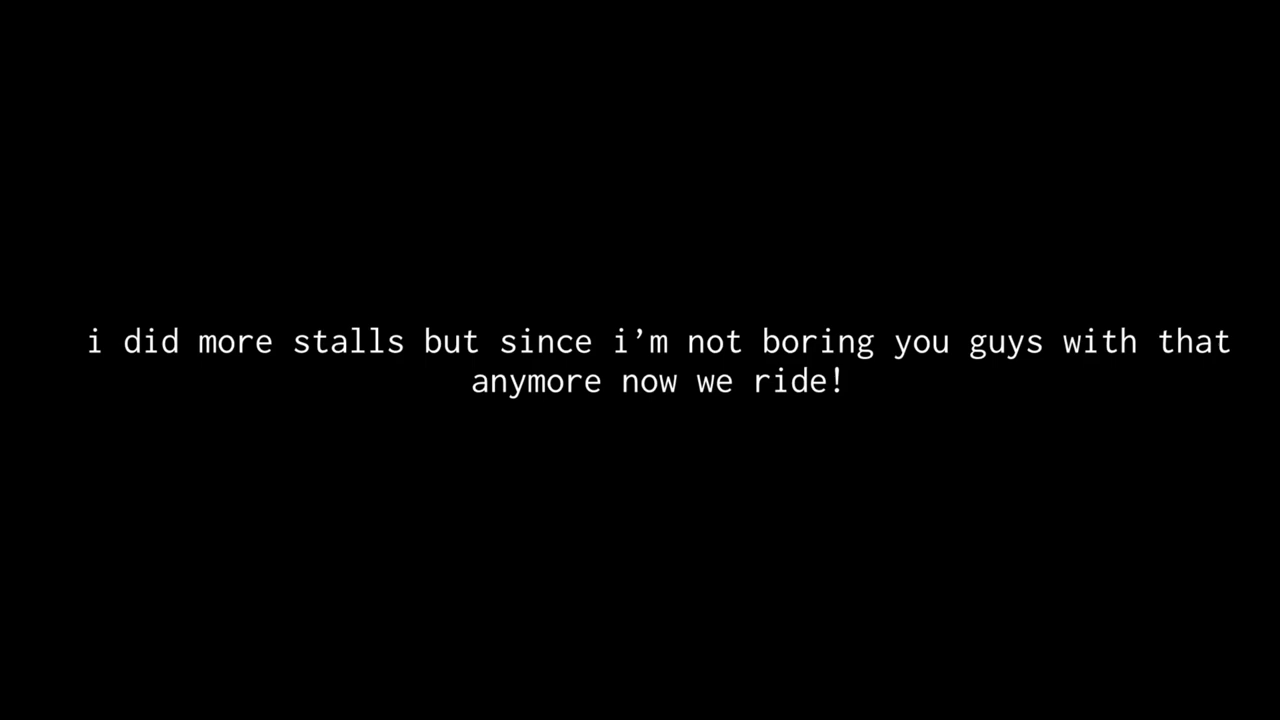 i did more stalls but since i’m not boring you guys with that
anymore now we ride!